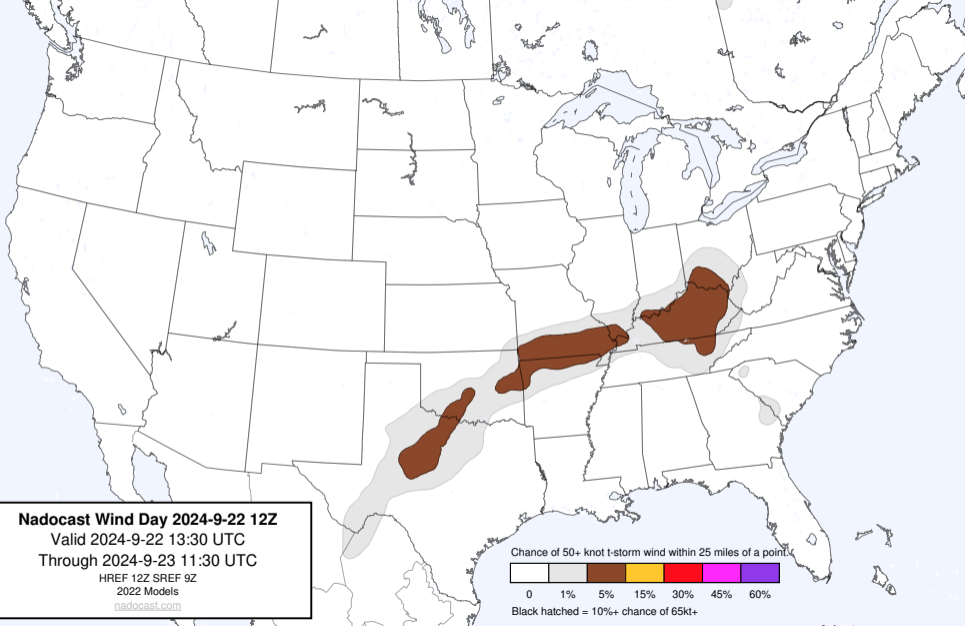 Nadocast Wind Day 2024-9-22 12Z
Valid 2024-9-22 13:30 UTC
Through 2024-9-23 11:30 UTC
HREF 12Z SREF 9Z
2022 Models
nadocast.com
Chance of 50+ knot t-storm wind within 25 miles of a point.
0 1% 5% 15% 30% 45% 60%
Black hatched = 10%+ chance of 65kt+